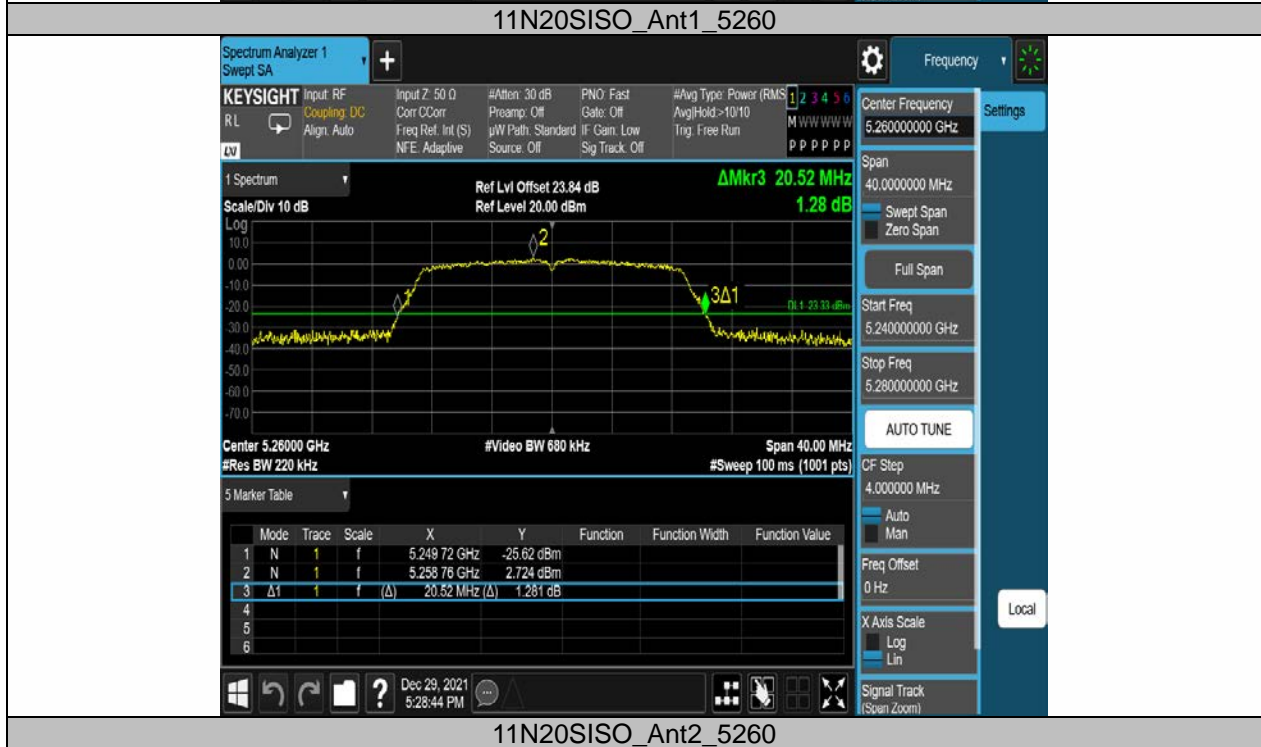 11N20SISO_Ant1_5260
Spectrum Analyzer 1
Swept SA
Frequency
KEYSIGHT
RL
LXI
Input: RF
Coupling: DC
Align: Auto
Input Z: 50 Ω
Corr CCorr
Freq Ref: Int (S)
NFE: Adaptive
#Atten: 30 dB
Preamp: Off
µW Path: Standard
Source: Off
PNO: Fast
Gate: Off
IF Gain: Low
Sig Track: Off
#Avg Type: Power (RMS
Avg|Hold:>10/10
Trig: Free Run
1 2 3 4 5 6
M W W W W W
P P P P P P
1 Spectrum
Scale/Div 10 dB
Ref Lvl Offset 23.84 dB
Ref Level 20.00 dBm
ΔMkr3 20.52 MHz
1.28 dB
Log
10.0
0.00
-10.0
-20.0
-30.0
-40.0
-50.0
-60.0
-70.0
2
1
3Δ1
DL1 -23.33 dBm
Center 5.26000 GHz
#Video BW 680 kHz
Span 40.00 MHz
#Res BW 220 kHz
#Sweep 100 ms (1001 pts)
5 Marker Table
Mode Trace Scale X Y Function Function Width Function Value
1 N 1 f 5.249 72 GHz -25.62 dBm
2 N 1 f 5.258 76 GHz 2.724 dBm
3 Δ1 1 f (Δ) 20.52 MHz (Δ) 1.281 dB
4
5
6
Dec 29, 2021
5:28:44 PM
Center Frequency
5.260000000 GHz
Settings
Span
40.0000000 MHz
Swept Span
Zero Span
Full Span
Start Freq
5.240000000 GHz
Stop Freq
5.280000000 GHz
AUTO TUNE
CF Step
4.000000 MHz
Auto
Man
Freq Offset
0 Hz
X Axis Scale
Log
Lin
Signal Track
(Span Zoom)
Local
11N20SISO_Ant2_5260